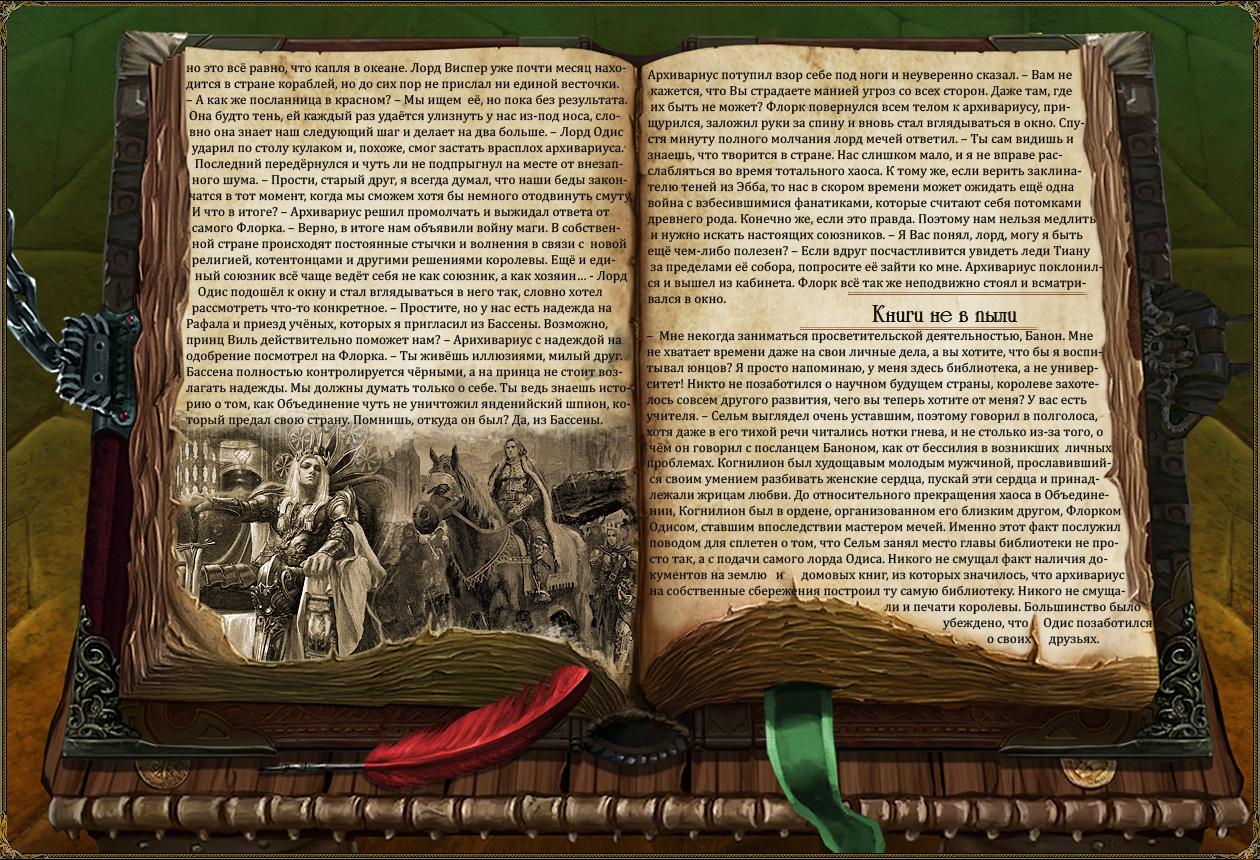 но это всё равно, что капля в океане. Лорд Виспер уже почти месяц нахо-
дится в стране кораблей, но до сих пор не прислал ни единой весточки.
– А как же посланница в красном? – Мы ищем её, но пока без результата.
Она будто тень, ей каждый раз удаётся улизнуть у нас из-под носа, сло-
вно она знает наш следующий шаг и делает на два больше. – Лорд Одис
ударил по столу кулаком и, похоже, смог застать врасплох архивариуса.
Последний передёрнулся и чуть ли не подпрыгнул на месте от внезап-
ного шума. – Прости, старый друг, я всегда думал, что наши беды закон-
чатся в тот момент, когда мы сможем хотя бы немного отодвинуть смуту.
И что в итоге? – Архивариус решил промолчать и выжидал ответа от
самого Флорка. – Верно, в итоге нам объявили войну маги. В собствен-
ной стране происходят постоянные стычки и волнения в связи с новой
религией, котентонцами и другими решениями королевы. Ещё и еди-
ный союзник всё чаще ведёт себя не как союзник, а как хозяин... - Лорд
Одис подошёл к окну и стал вглядываться в него так, словно хотел
рассмотреть что-то конкретное. – Простите, но у нас есть надежда на
Рафала и приезд учёных, которых я пригласил из Бассены. Возможно,
принц Виль действительно поможет нам? – Арихивариус с надеждой на
одобрение посмотрел на Флорка. – Ты живёшь иллюзиями, милый друг.
Бассена полностью контролируется чёрными, а на принца не стоит воз-
лагать надежды. Мы должны думать только о себе. Ты ведь знаешь исто-
рию о том, как Объединение чуть не уничтожил янденийский шпион, ко-
торый предал свою страну. Помнишь, откуда он был? Да, из Бассены.
Архивариус потупил взор себе под ноги и неуверенно сказал. – Вам не
кажется, что Вы страдаете манией угроз со всех сторон. Даже там, где
их быть не может? Флорк повернулся всем телом к архивариусу, при-
щурился, заложил руки за спину и вновь стал вглядываться в окно. Спу-
стя минуту полного молчания лорд мечей ответил. – Ты сам видишь и
знаешь, что творится в стране. Нас слишком мало, и я не вправе рас-
слабляться во время тотального хаоса. К тому же, если верить заклина-
телю теней из Эбба, то нас в скором времени может ожидать ещё одна
война с взбесившимися фанатиками, которые считают себя потомками
древнего рода. Конечно же, если это правда. Поэтому нам нельзя медлить
и нужно искать настоящих союзников. – Я Вас понял, лорд, могу я быть
ещё чем-либо полезен? – Если вдруг посчастливится увидеть леди Тиану
за пределами её собора, попросите её зайти ко мне. Архивариус поклонил-
ся и вышел из кабинета. Флорк всё так же неподвижно стоял и всматри-
вался в окно.
Книги не в пыли
– Мне некогда заниматься просветительской деятельностью, Банон. Мне
не хватает времени даже на свои личные дела, а вы хотите, что бы я воспи-
тывал юнцов? Я просто напоминаю, у меня здесь библиотека, а не универ-
ситет! Никто не позаботился о научном будущем страны, королеве захоте-
лось совсем другого развития, чего вы теперь хотите от меня? У вас есть
учителя. – Сельм выглядел очень уставшим, поэтому говорил в полголоса,
хотя даже в его тихой речи читались нотки гнева, и не столько из-за того, о
чём он говорил с посланцем Баноном, как от бессилия в возникших личных
проблемах. Когнилион был худощавым молодым мужчиной, прославивший-
ся своим умением разбивать женские сердца, пускай эти сердца и принад-
лежали жрицам любви. До относительного прекращения хаоса в Объедине-
нии, Когнилион был в ордене, организованном его близким другом, Флорком
Одисом, ставшим впоследствии мастером мечей. Именно этот факт послужил
поводом для сплетен о том, что Сельм занял место главы библиотеки не про-
сто так, а с подачи самого лорда Одиса. Никого не смущал факт наличия до-
кументов на землю и домовых книг, из которых значилось, что архивариус
на собственные сбережения построил ту самую библиотеку. Никого не смуща-
ли и печати королевы. Большинство было
убеждено, что Одис позаботился
о своих друзьях.